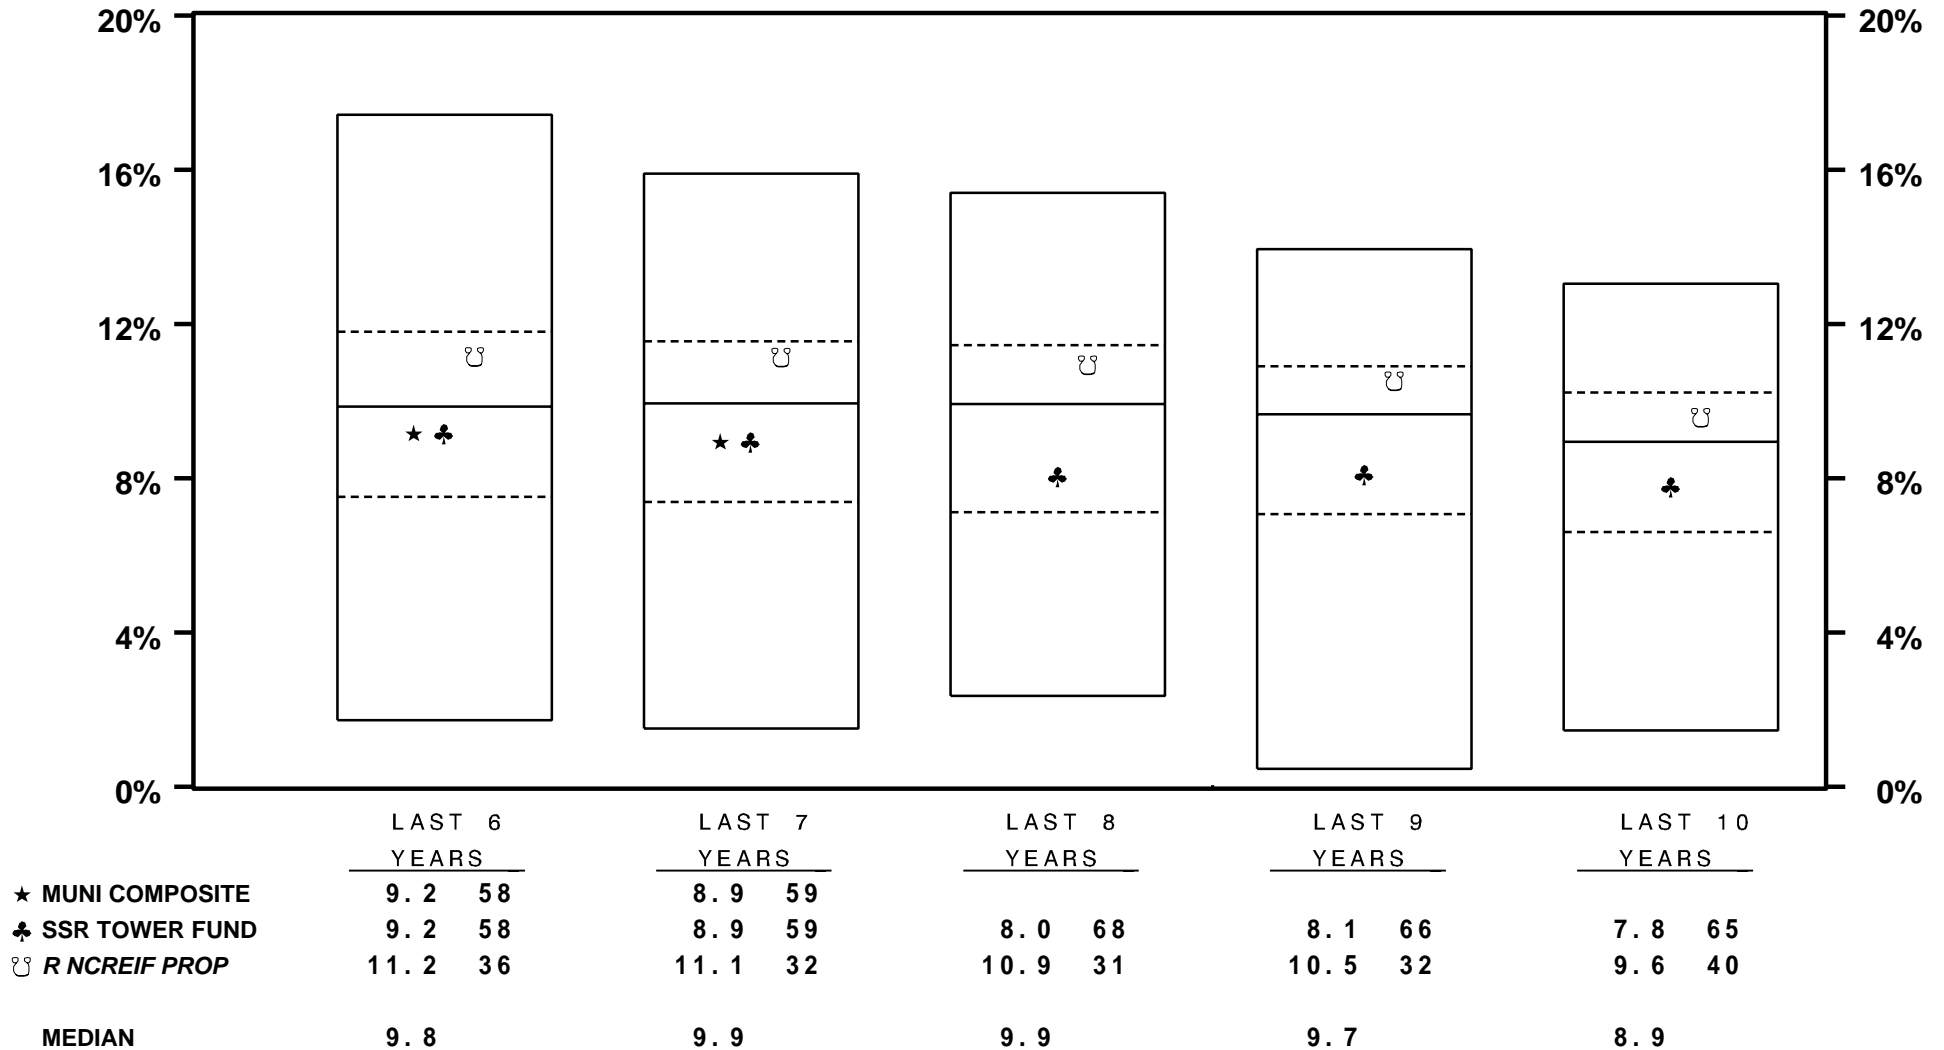 20% 20%
16% 16%
12% 12%
8% 8%
4% 4%
0% 0%
LAST 6 LAST 7 LAST 8 LAST 9 LAST 10
YEARS YEARS YEARS YEARS YEARS
★ MUNI COMPOSITE 9.2 58 8.9 59
♣ SSR TOWER FUND 9.2 58 8.9 59 8.0 68 8.1 66 7.8 65
R NCREIF PROP 11.2 36 11.1 32 10.9 31 10.5 32 9.6 40
MEDIAN 9.8 9.9 9.9 9.7 8.9